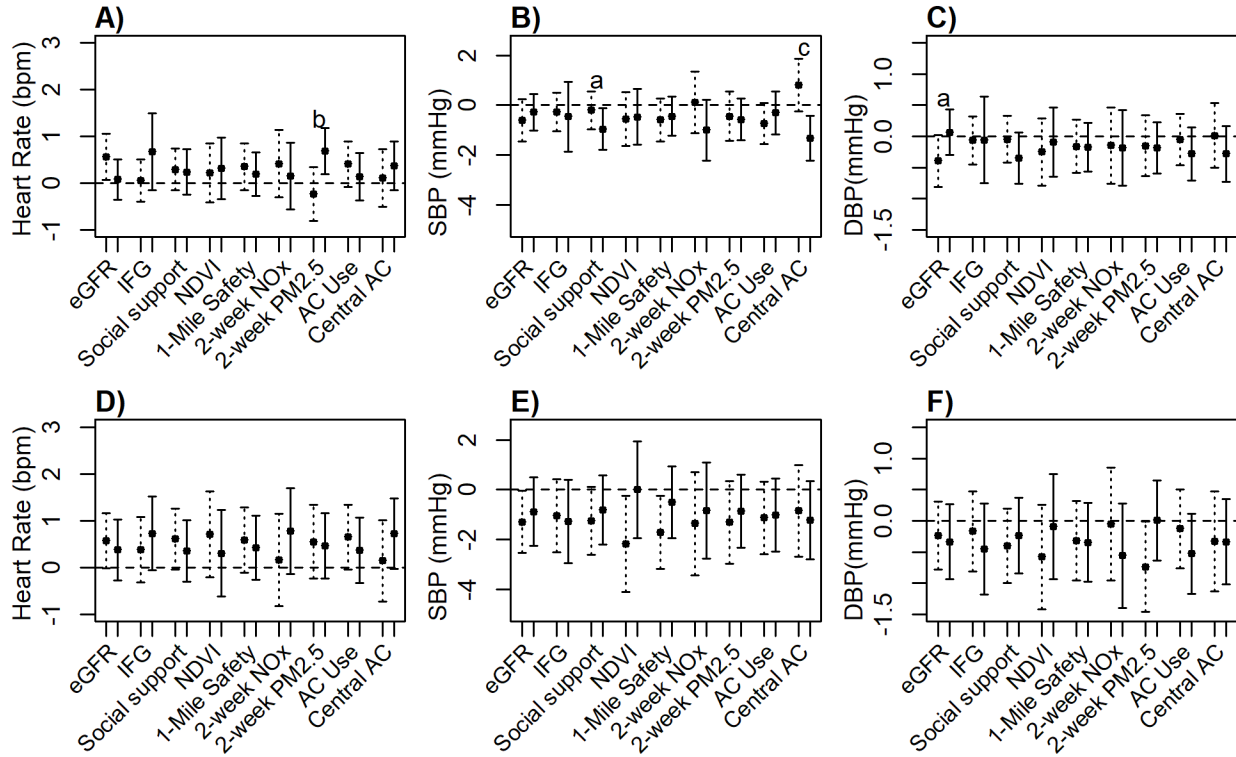 A)
Heart Rate (bpm)
3
2
1
0
-1
b
eGFR
IFG
Social support
NDVI
1-Mile Safety
2-week NOx
2-week PM2.5
AC Use
Central AC
B)
SBP (mmHg)
2
0
-2
-4
a
c
eGFR
IFG
Social support
NDVI
1-Mile Safety
2-week NOx
2-week PM2.5
AC Use
Central AC
C)
DBP(mmHg)
1.0
0.0
-1.5
a
eGFR
IFG
Social support
NDVI
1-Mile Safety
2-week NOx
2-week PM2.5
AC Use
Central AC
D)
Heart Rate (bpm)
3
2
1
0
-1
eGFR
IFG
Social support
NDVI
1-Mile Safety
2-week NOx
2-week PM2.5
AC Use
Central AC
E)
SBP (mmHg)
2
0
-2
-4
eGFR
IFG
Social support
NDVI
1-Mile Safety
2-week NOx
2-week PM2.5
AC Use
Central AC
F)
DBP(mmHg)
1.0
0.0
-1.5
eGFR
IFG
Social support
NDVI
1-Mile Safety
2-week NOx
2-week PM2.5
AC Use
Central AC